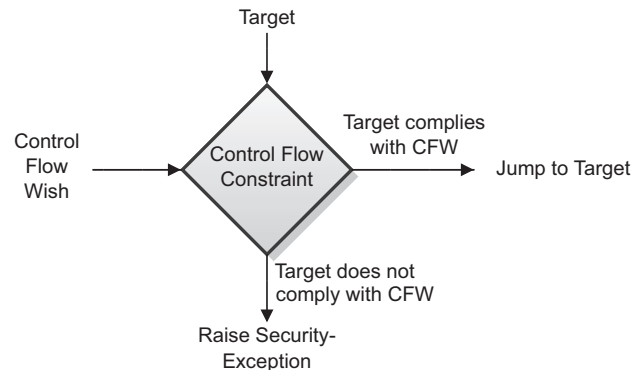 Target
Control
Flow
Wish
Control Flow
Constraint
Target complies
with CFW
Jump to Target
Target does not
comply with CFW
Raise Security-
Exception